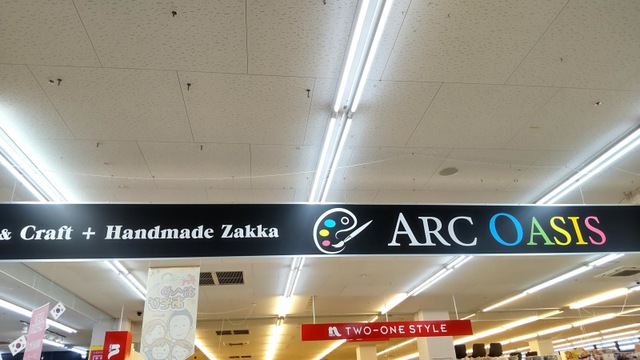 & Craft + Handmade Zakka ARC OASIS
TWO-ONE STYLE